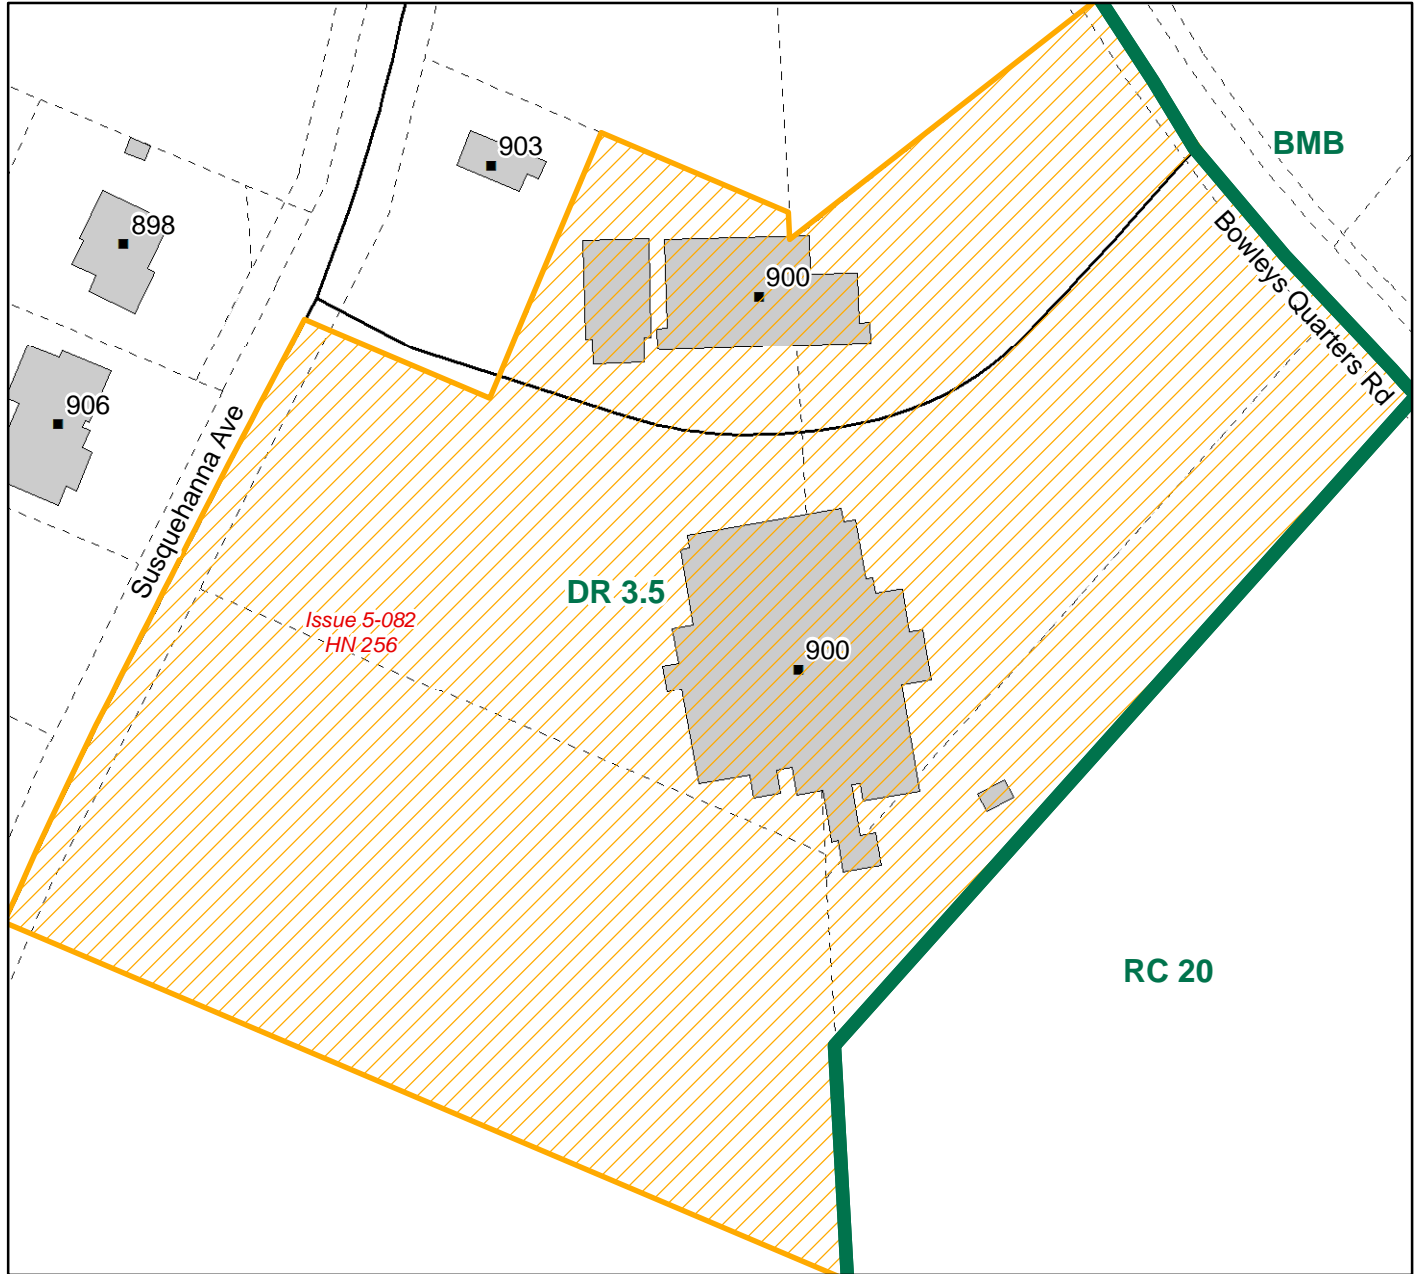 BMB
903
898
Bowleys Quarters Rd
900
906
Susquehanna Ave
DR 3.5
Issue 5-082
HN 256
900
RC 20